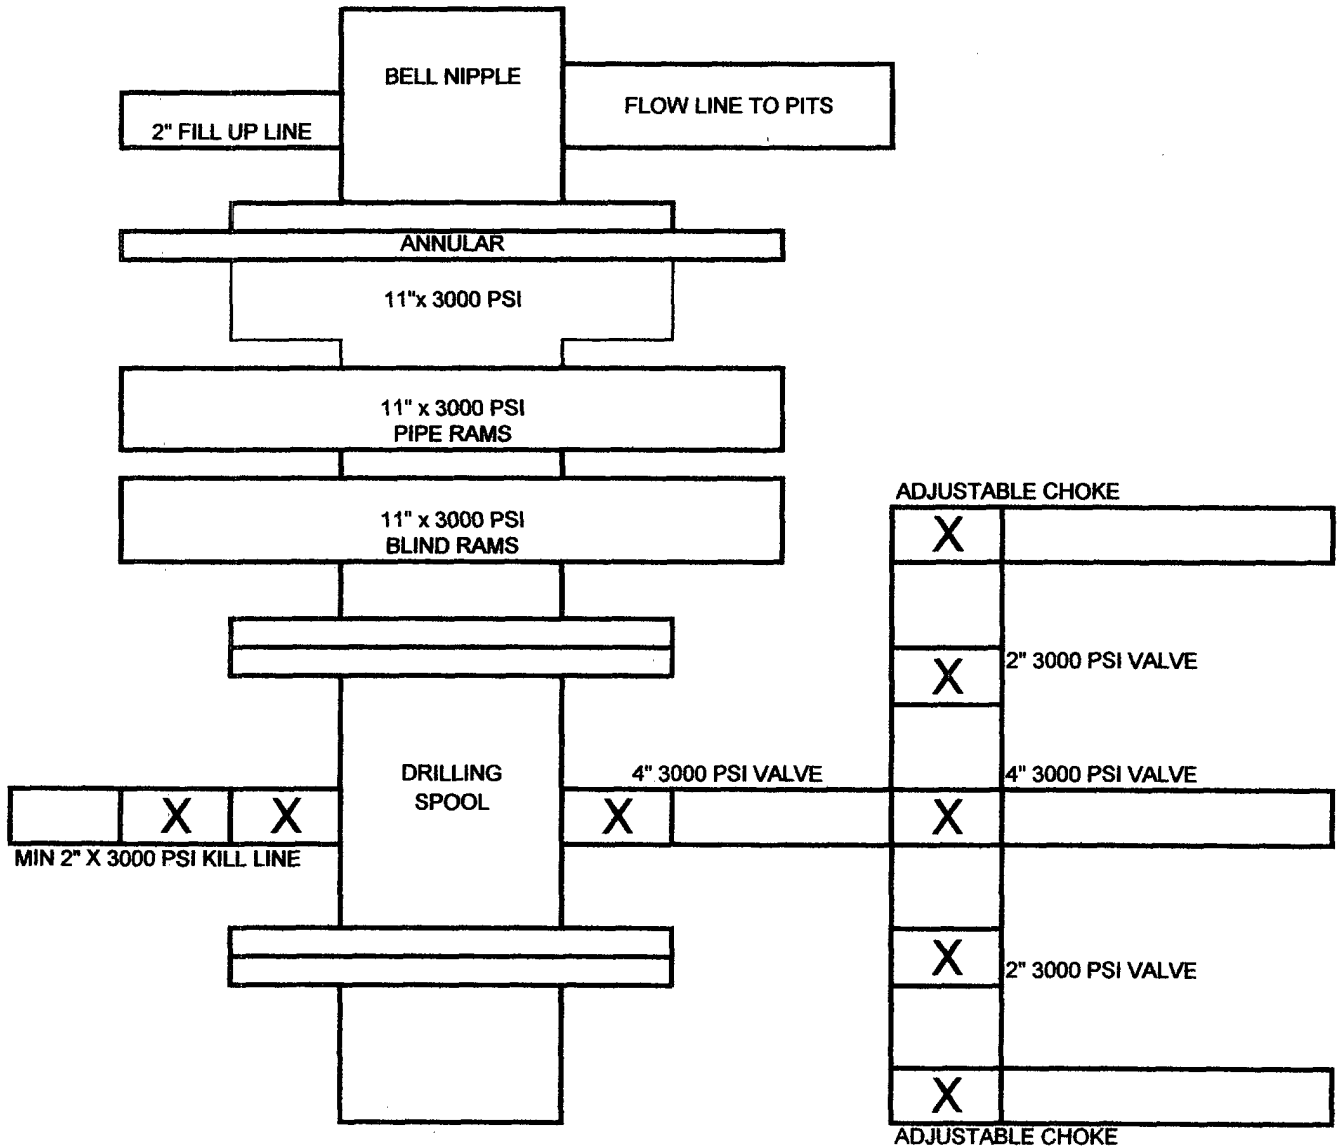 BELL NIPPLE
FLOW LINE TO PITS
2" FILL UP LINE
ANNULAR
11"x 3000 PSI
11" x 3000 PSI
PIPE RAMS
11" x 3000 PSI
BLIND RAMS
ADJUSTABLE CHOKE
X
2" 3000 PSI VALVE
X
DRILLING
SPOOL
4" 3000 PSI VALVE
4" 3000 PSI VALVE
X X X X
MIN 2" X 3000 PSI KILL LINE
X
2" 3000 PSI VALVE
X
ADJUSTABLE CHOKE